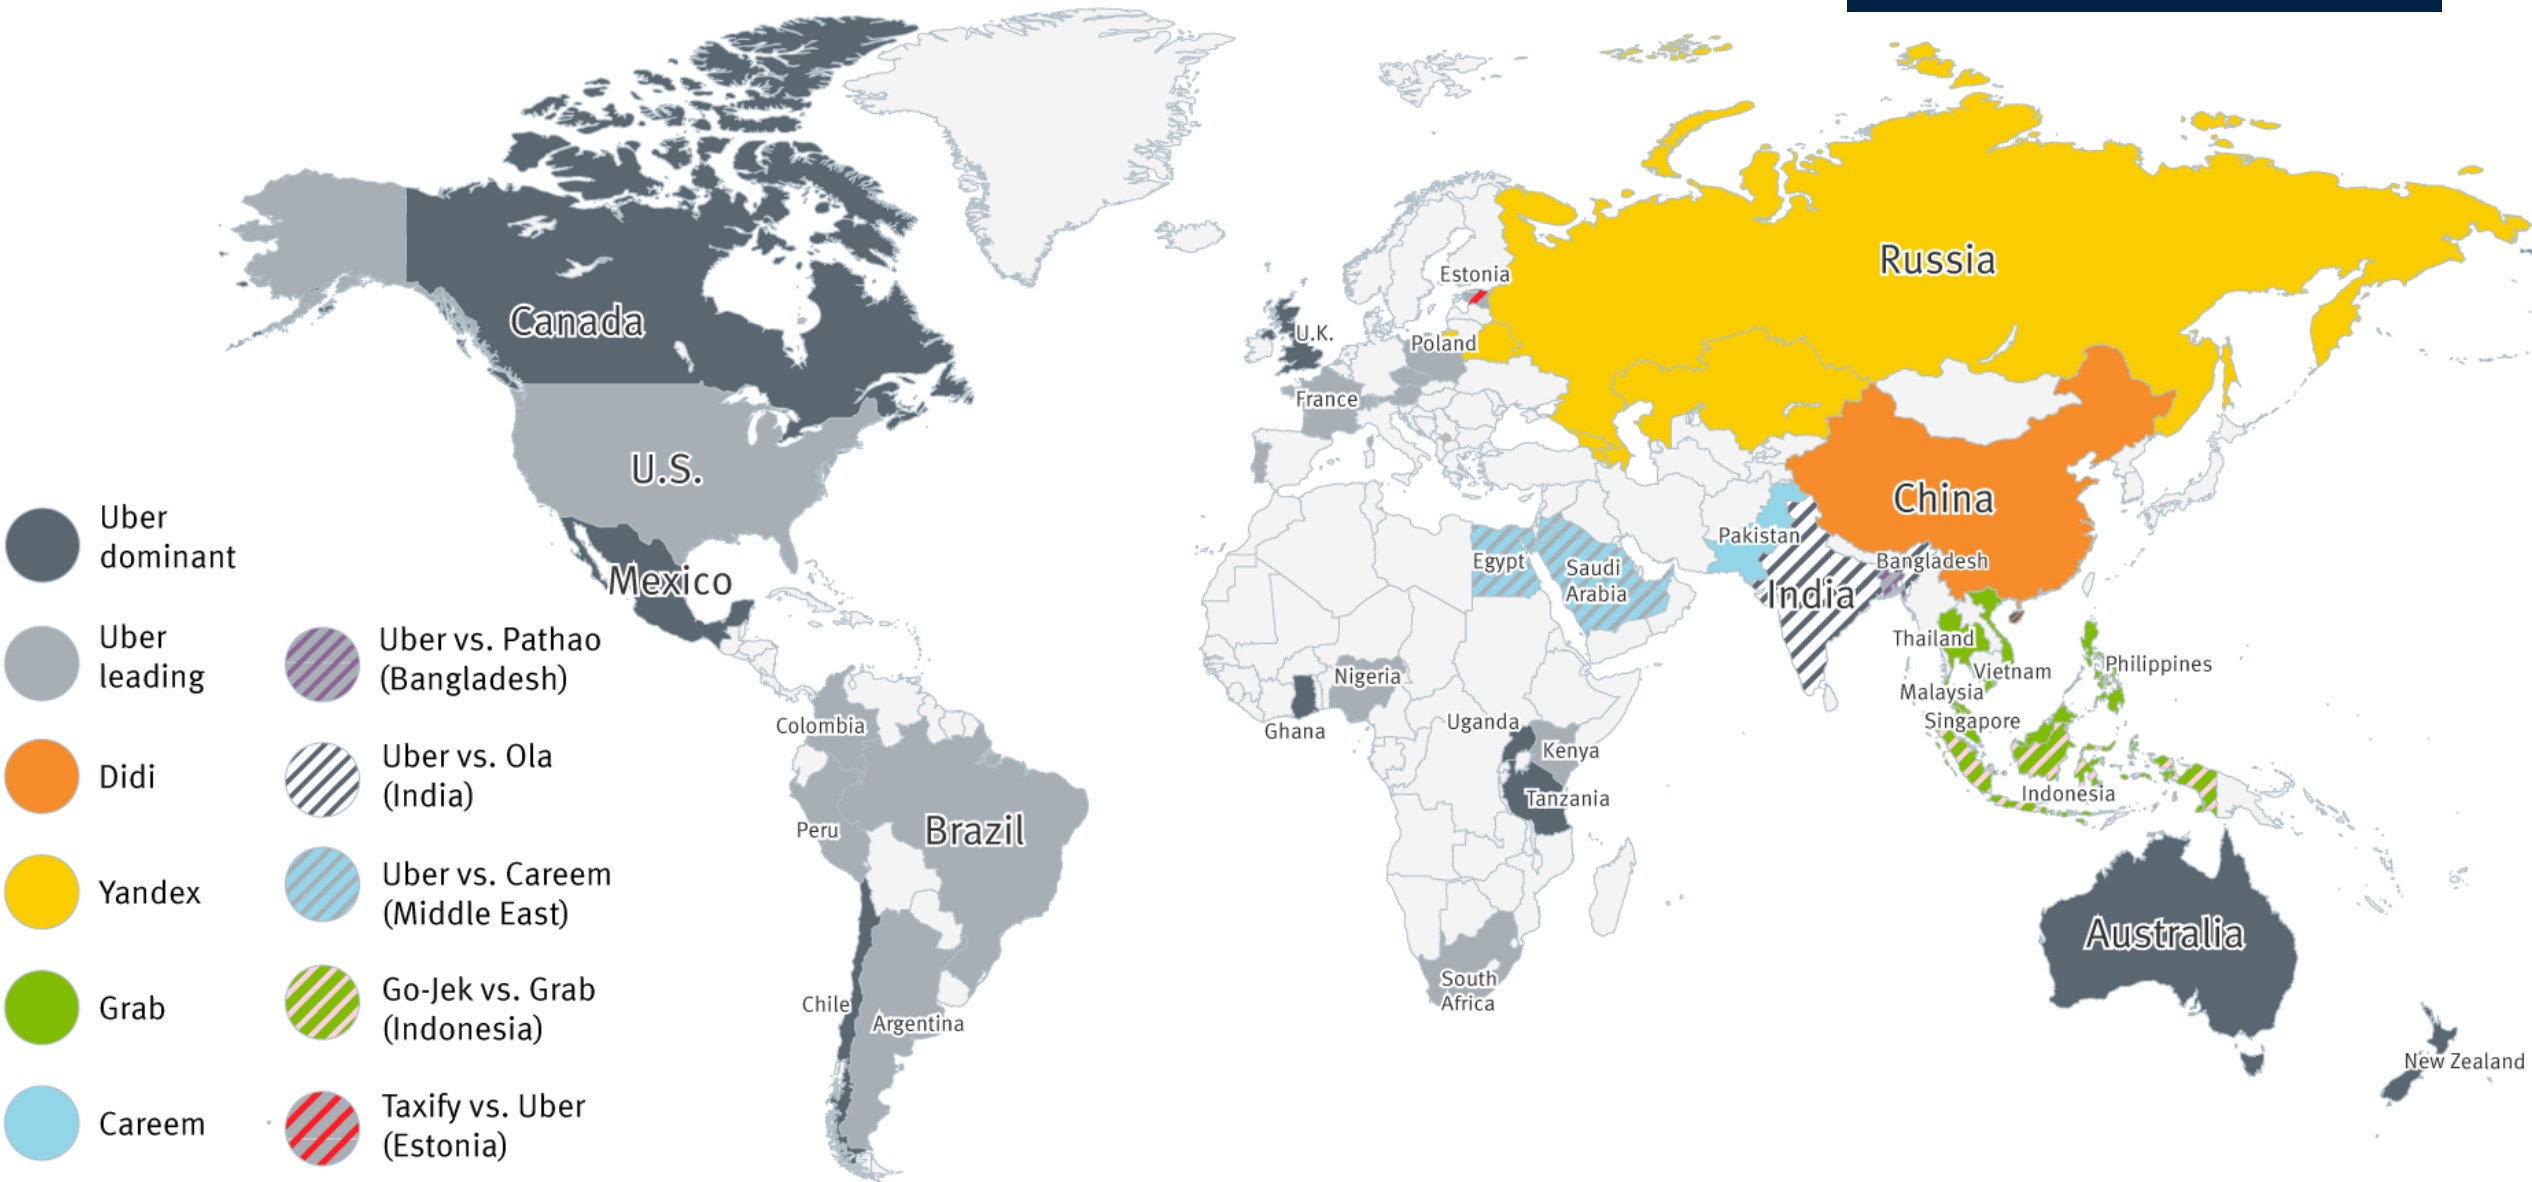 Canada
U.S.
Mexico
Colombia
Peru
Brazil
Chile
Argentina
Estonia
U.K.
Poland
France
Russia
China
Egypt
Saudi
Arabia
Pakistan
India
Bangladesh
Thailand
Vietnam
Philippines
Malaysia
Singapore
Indonesia
Nigeria
Ghana
Uganda
Kenya
Tanzania
South
Africa
Australia
New Zealand
Uber
dominant
Uber
leading
Didi
Yandex
Grab
Careem
Uber vs. Pathao
(Bangladesh)
Uber vs. Ola
(India)
Uber vs. Careem
(Middle East)
Go-Jek vs. Grab
(Indonesia)
Taxify vs. Uber
(Estonia)